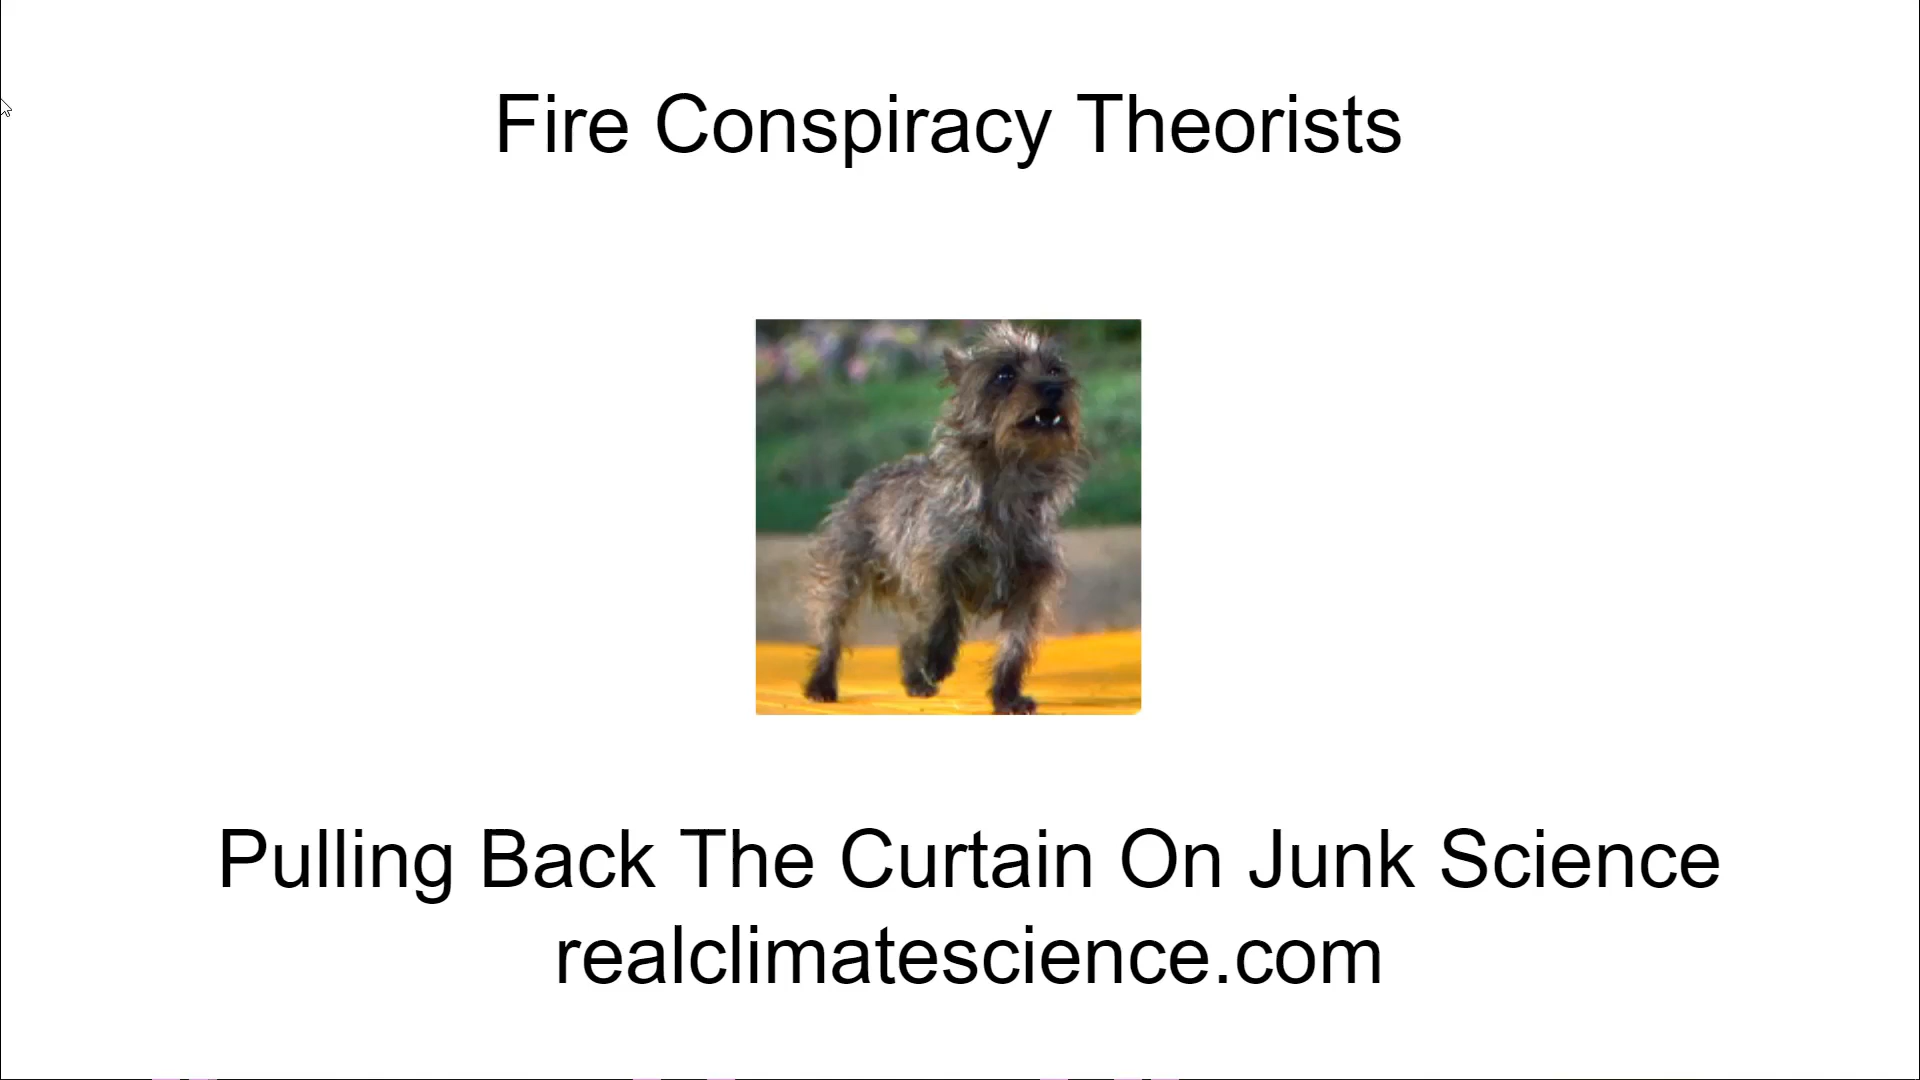 Fire Conspiracy Theorists
Pulling Back The Curtain On Junk Science
realclimatescience.com